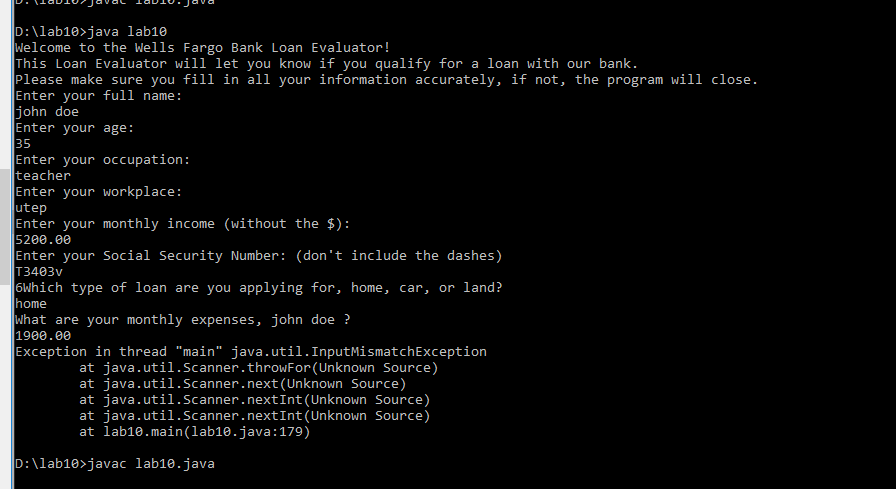 D:\lab10>javac lab10.java
D:\lab10>java lab10
Welcome to the Wells Fargo Bank Loan Evaluator!
This Loan Evaluator will let you know if you qualify for a loan with our bank.
Please make sure you fill in all your information accurately, if not, the program will close.
Enter your full name:
john doe
Enter your age:
35
Enter your occupation:
teacher
Enter your workplace:
utep
Enter your monthly income (without the $):
5200.00
Enter your Social Security Number: (don't include the dashes)
T3403v
6Which type of loan are you applying for, home, car, or land?
home
What are your monthly expenses, john doe ?
1900.00
Exception in thread "main" java.util.InputMismatchException
at java.util.Scanner.throwFor(Unknown Source)
at java.util.Scanner.next(Unknown Source)
at java.util.Scanner.nextInt(Unknown Source)
at java.util.Scanner.nextInt(Unknown Source)
at lab10.main(lab10.java:179)
D:\lab10>javac lab10.java